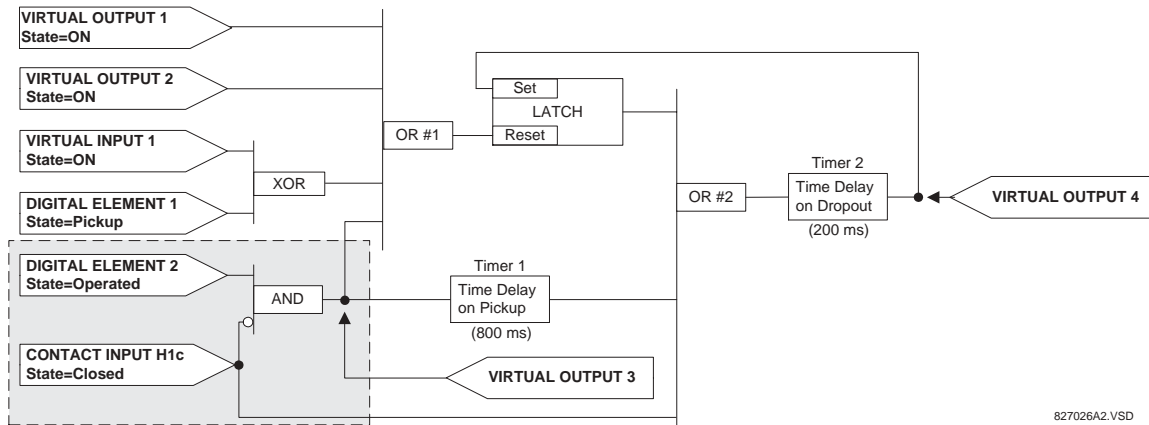 VIRTUAL OUTPUT 1
State=ON
VIRTUAL OUTPUT 2
State=ON
VIRTUAL INPUT 1
State=ON
DIGITAL ELEMENT 1
State=Pickup
DIGITAL ELEMENT 2
State=Operated
CONTACT INPUT H1c
State=Closed
XOR
AND
OR #1
Set
LATCH
Reset
Timer 1
Time Delay
on Pickup
(800 ms)
VIRTUAL OUTPUT 3
OR #2
Timer 2
Time Delay
on Dropout
(200 ms)
VIRTUAL OUTPUT 4
827026A2.VSD